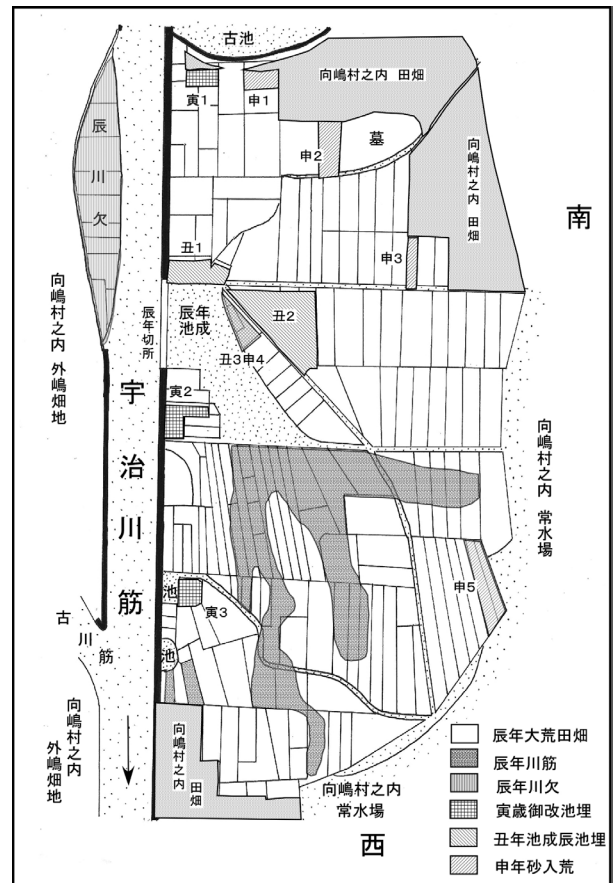 古池
向嶋村之内 田畑
寅1
申1
申2
墓
向嶋村之内 田畑
辰川欠
南
丑1
申3
向嶋村之内 外嶋畑地
辰年切所
辰年
池成
丑2
丑3申4
寅2
宇治川筋
向嶋村之内 常水場
申5
池
寅3
池
古川筋
向嶋村之内
外嶋畑地
向嶋村之内
田畑
向嶋村之内
常水場
西
辰年大荒田畑
辰年川筋
辰年川欠
寅歳御改池埋
丑年池成辰池埋
申年砂入荒